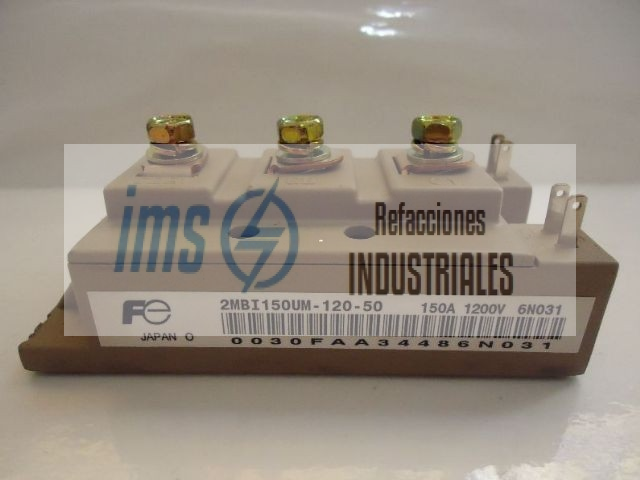 ims
Refacciones
INDUSTRIALES
Fe
2MBI150UM-120-50 150A 1200V 6N031
JAPAN O
0030FAA34486N031